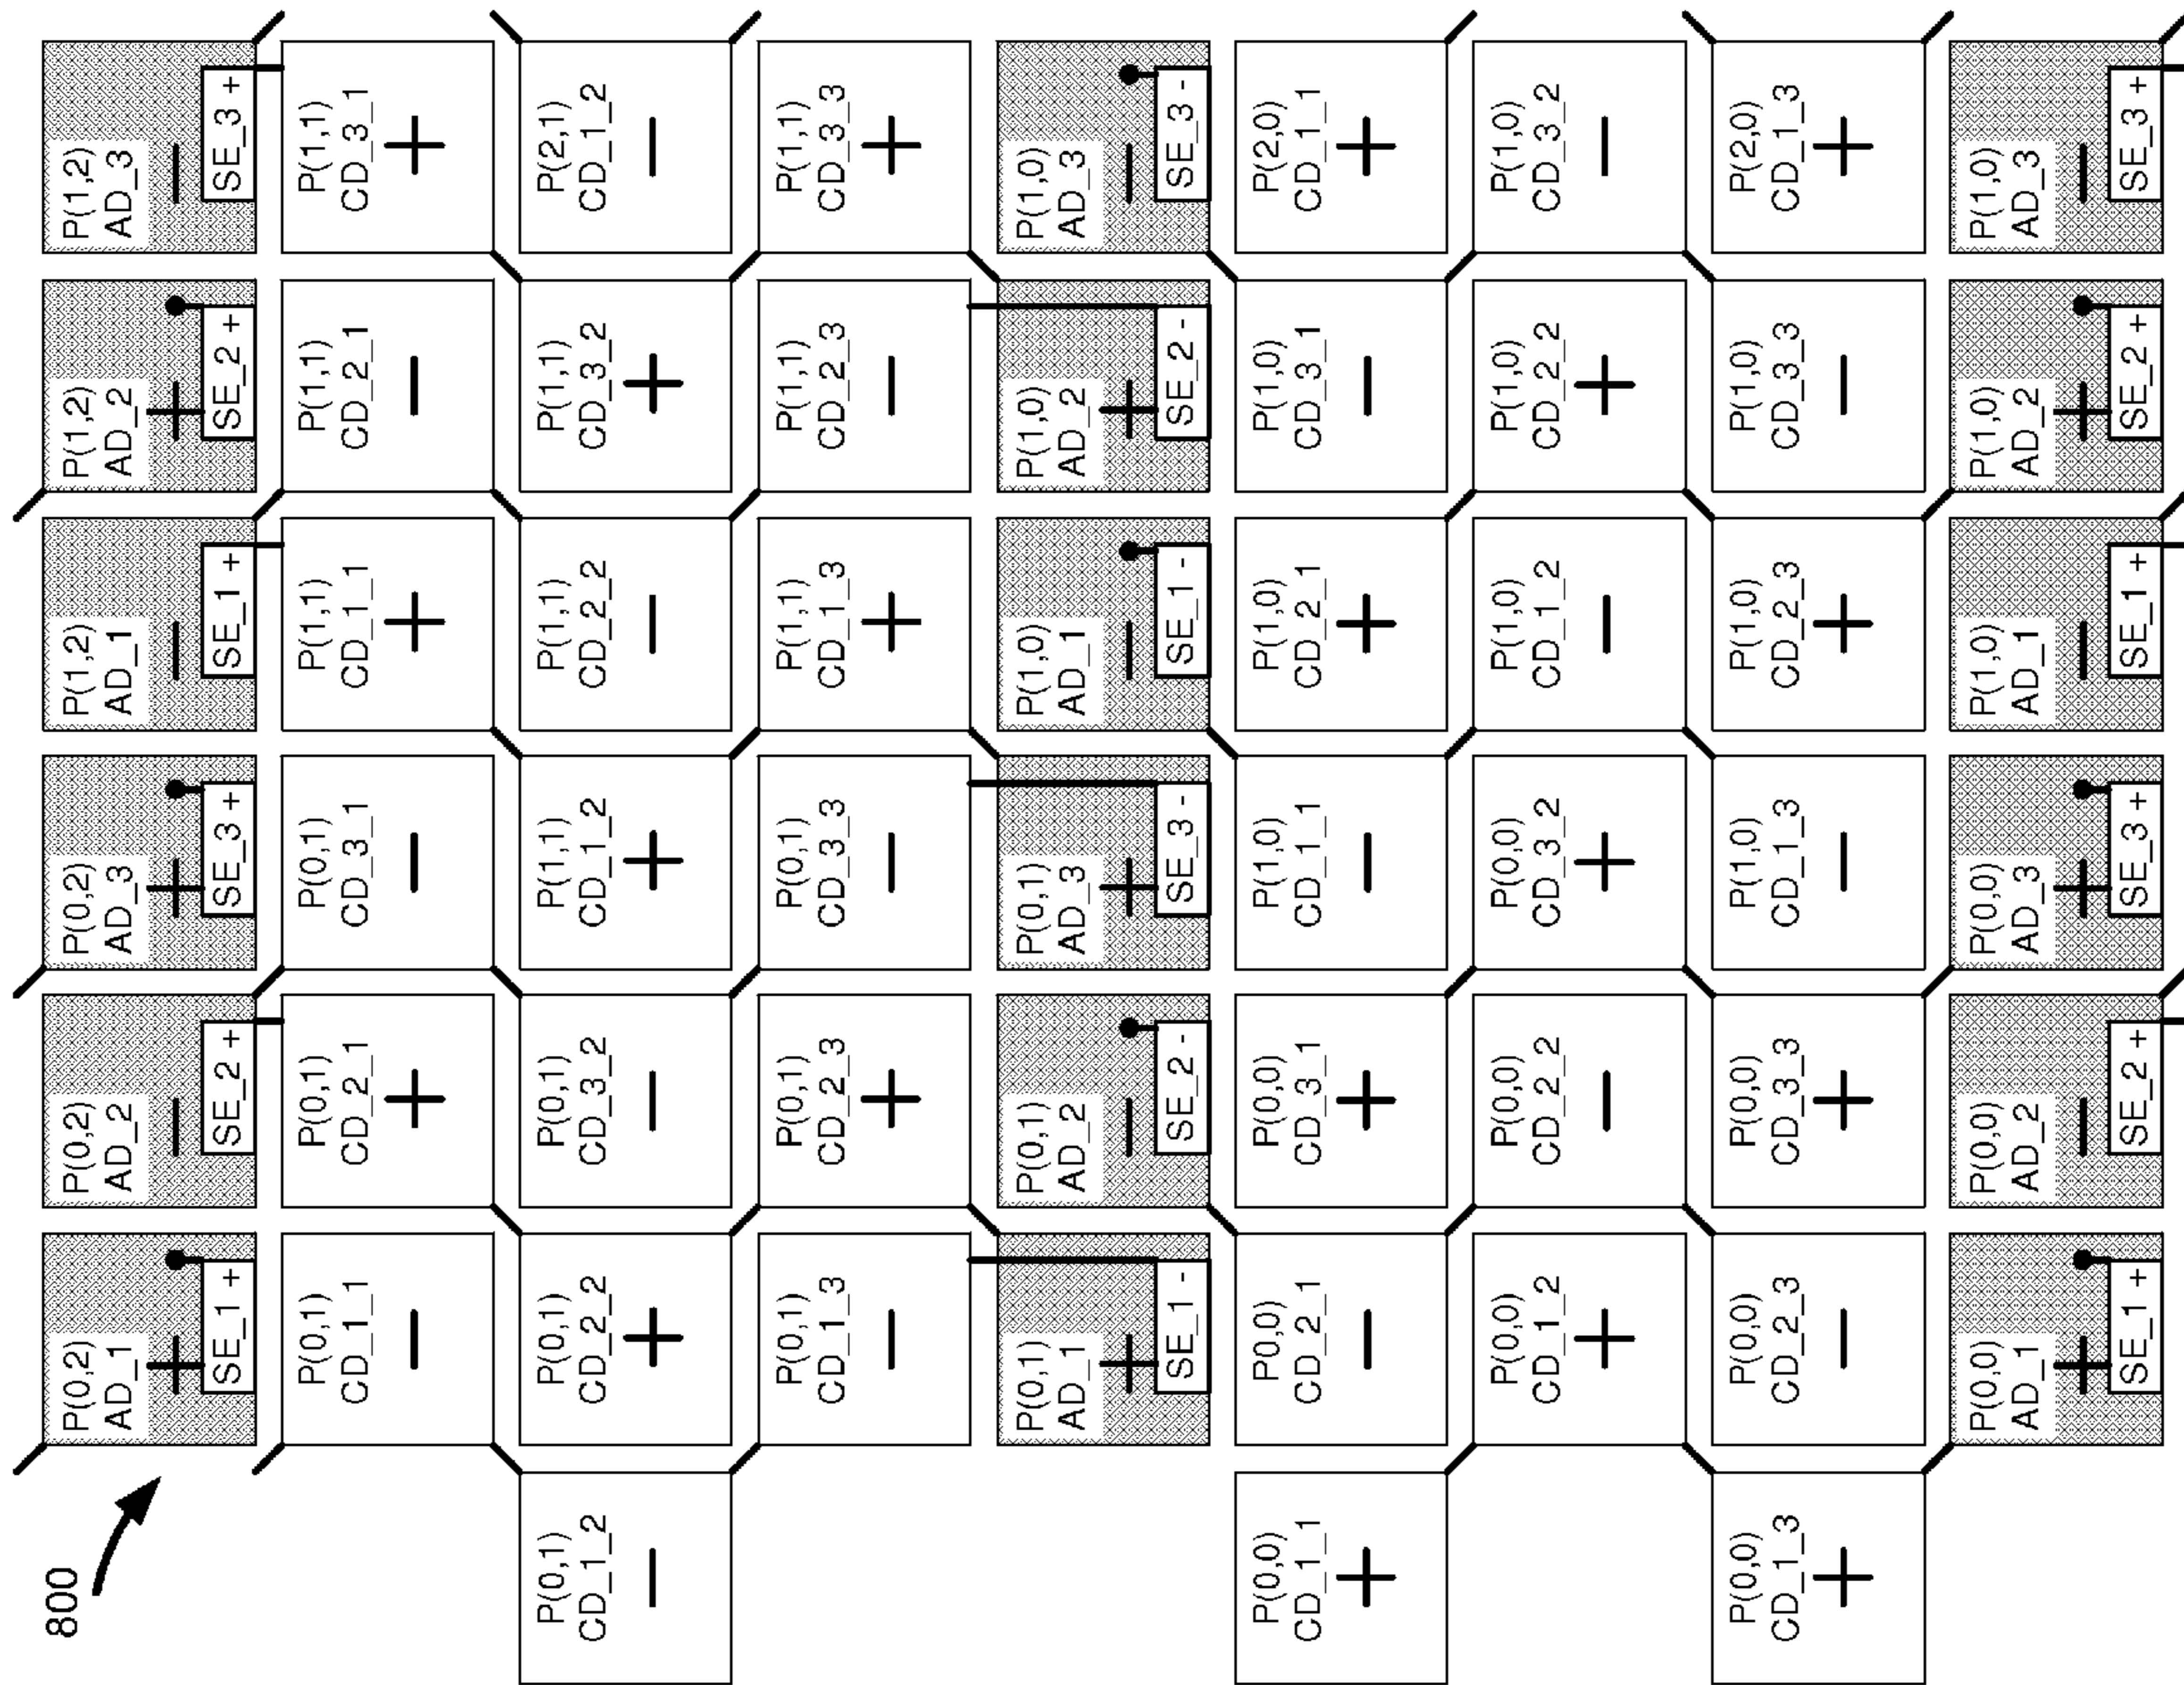 800
P(0,2)
AD_1
+
SE_1 +
P(0,2)
AD_2
−
SE_2 +
P(0,2)
AD_3
+
SE_3 +
P(1,2)
AD_1
−
SE_1 +
P(1,2)
AD_2
+
SE_2 +
P(1,2)
AD_3
−
SE_3 +
P(0,1)
CD_1_1
−
P(0,1)
CD_2_1
+
P(0,1)
CD_3_1
−
P(1,1)
CD_1_1
+
P(1,1)
CD_2_1
−
P(1,1)
CD_3_1
+
P(0,1)
CD_1_2
−
P(0,1)
CD_2_2
+
P(0,1)
CD_3_2
−
P(1,1)
CD_1_2
+
P(1,1)
CD_2_2
−
P(1,1)
CD_3_2
+
P(2,1)
CD_1_2
−
P(0,1)
CD_1_3
−
P(0,1)
CD_2_3
+
P(0,1)
CD_3_3
−
P(1,1)
CD_1_3
+
P(1,1)
CD_2_3
−
P(1,1)
CD_3_3
+
P(0,1)
AD_1
+
SE_1 -
P(0,1)
AD_2
−
SE_2 -
P(0,1)
AD_3
+
SE_3 -
P(1,0)
AD_1
−
SE_1 -
P(1,0)
AD_2
+
SE_2 -
P(1,0)
AD_3
−
SE_3 -
P(0,0)
CD_1_1
+
P0,0)
CD_2_1
−
P(0,0)
CD_3_1
+
P(1,0)
CD_1_1
−
P(1,0)
CD_2_1
+
P(1,0)
CD_3_1
−
P(2,0)
CD_1_1
+
P(0,0)
CD_1_2
+
P(0,0)
CD_2_2
−
P(0,0)
CD_3_2
+
P(1,0)
CD_1_2
−
P(1,0)
CD_2_2
+
P(1,0)
CD_3_2
−
P(0,0)
CD_1_3
+
P(0,0)
CD_2_3
−
P(0,0)
CD_3_3
+
P(1,0)
CD_1_3
−
P(1,0)
CD_2_3
+
P(1,0)
CD_3_3
−
P(2,0)
CD_1_3
+
P(0,0)
AD_1
+
SE_1 +
P(0,0)
AD_2
−
SE_2 +
P(0,0)
AD_3
+
SE_3 +
P(1,0)
AD_1
−
SE_1 +
P(1,0)
AD_2
+
SE_2 +
P(1,0)
AD_3
−
SE_3 +